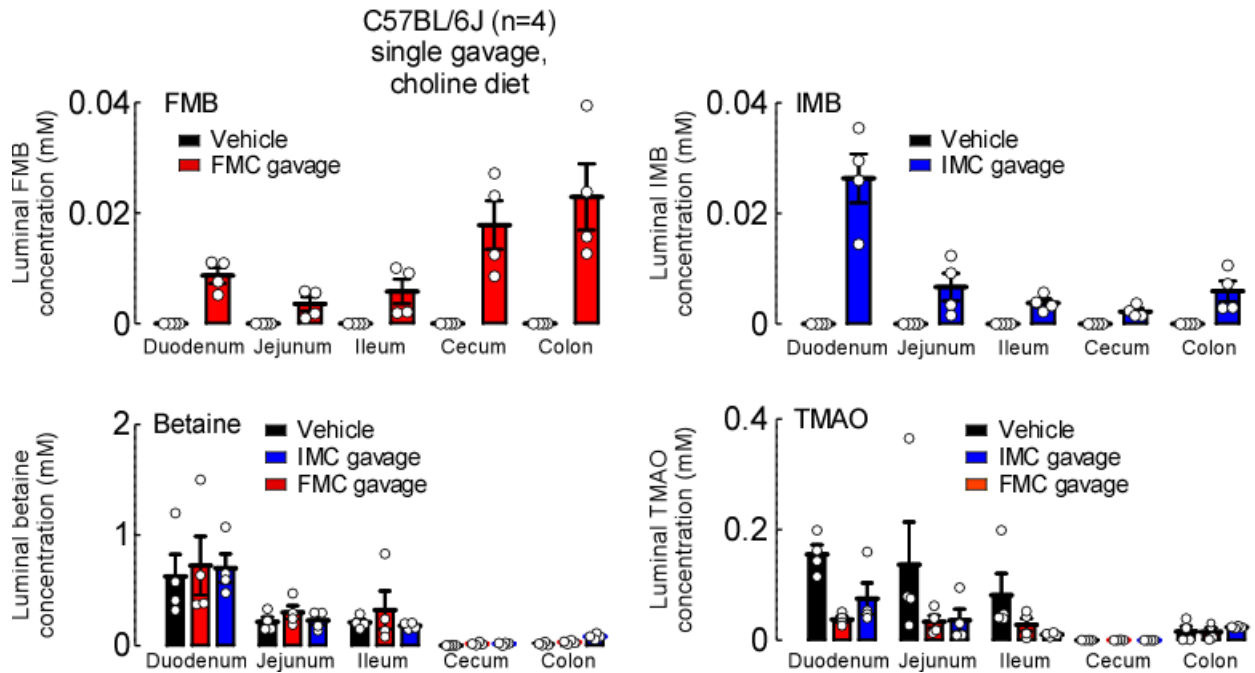 C57BL/6J (n=4)
single gavage,
choline diet
FMB
Vehicle
FMC gavage
Luminal FMB
concentration (mM)
0.04
0.02
0
Duodenum Jejunum Ileum Cecum Colon
IMB
Vehicle
IMC gavage
Luminal IMB
concentration (mM)
0.04
0.02
0
Duodenum Jejunum Ileum Cecum Colon
Betaine
Vehicle
IMC gavage
FMC gavage
Luminal betaine
concentration (mM)
2
1
0
Duodenum Jejunum Ileum Cecum Colon
TMAO
Vehicle
IMC gavage
FMC gavage
Luminal TMAO
concentration (mM)
0.4
0.2
0
Duodenum Jejunum Ileum Cecum Colon